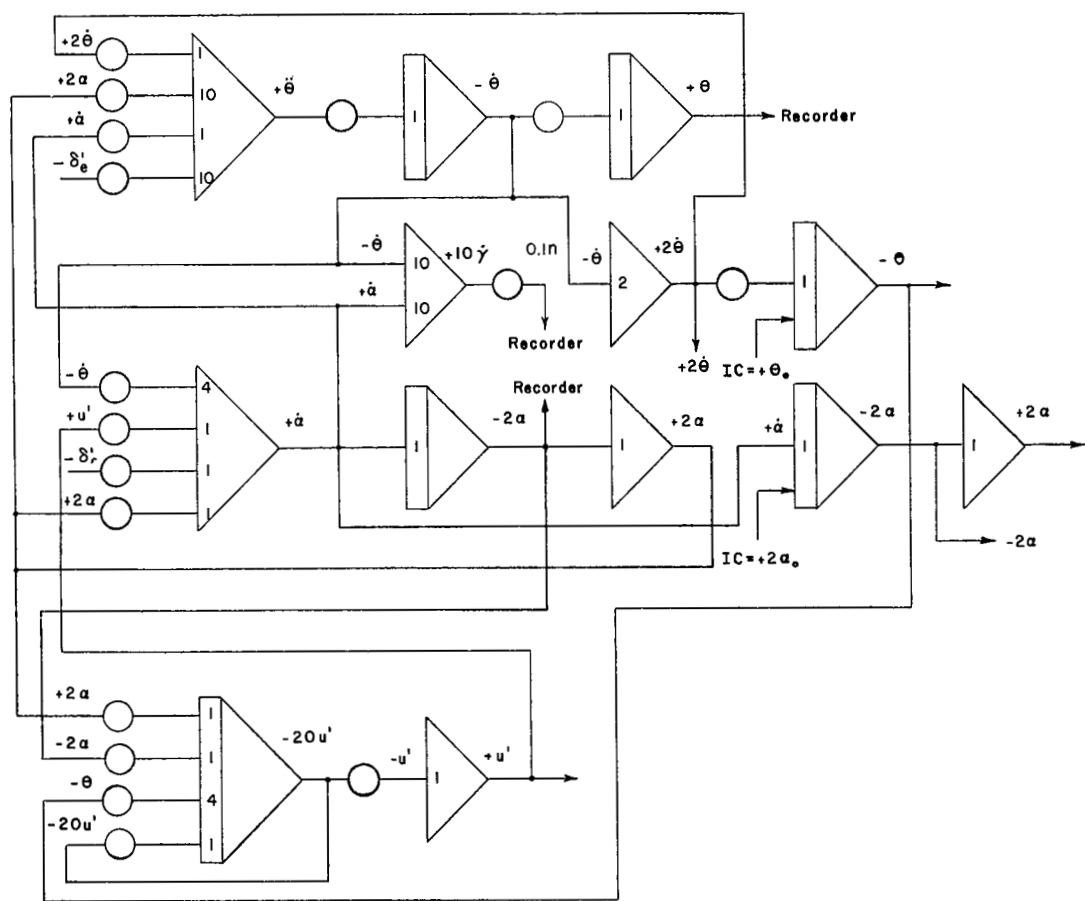 +2θ̇
1
+2α
10
+θ̈
1
-θ̇
1
+θ
Recorder
+α̇
1
-δ'e
10
-θ̇
10
+10γ̇
0.1n
-θ̇
2
+2θ̇
1
-θ
+α̇
10
Recorder
+2θ̇
IC=+θ₀
Recorder
-θ̇
4
+u'
1
+α̇
1
-2α
1
+2α
+α̇
1
-2α
1
+2α
-δ'r
1
+2α
1
IC=+2α₀
-2α
+2α
1
-2α
1
-20u'
-u'
1
+u'
-θ
4
-20u'
1